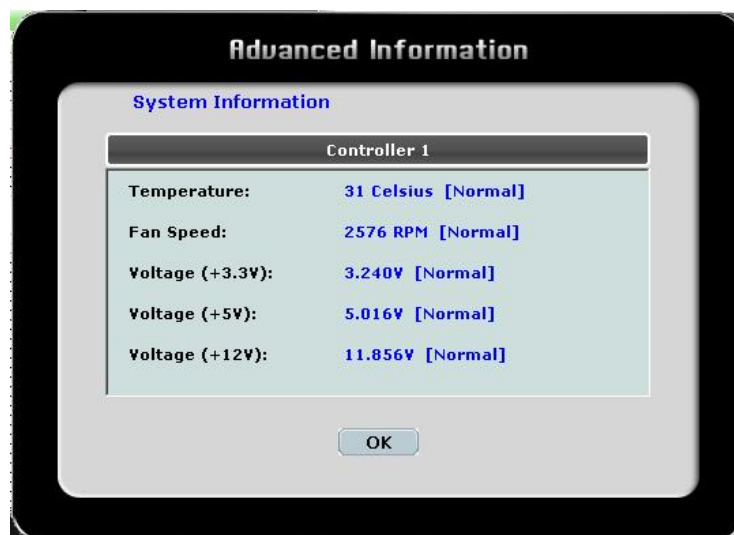 Advanced Information
System Information
Controller 1
Temperature: 31 Celsius [Normal]
Fan Speed: 2576 RPM [Normal]
Voltage (+3.3V): 3.240V [Normal]
Voltage (+5V): 5.016V [Normal]
Voltage (+12V): 11.856V [Normal]
OK